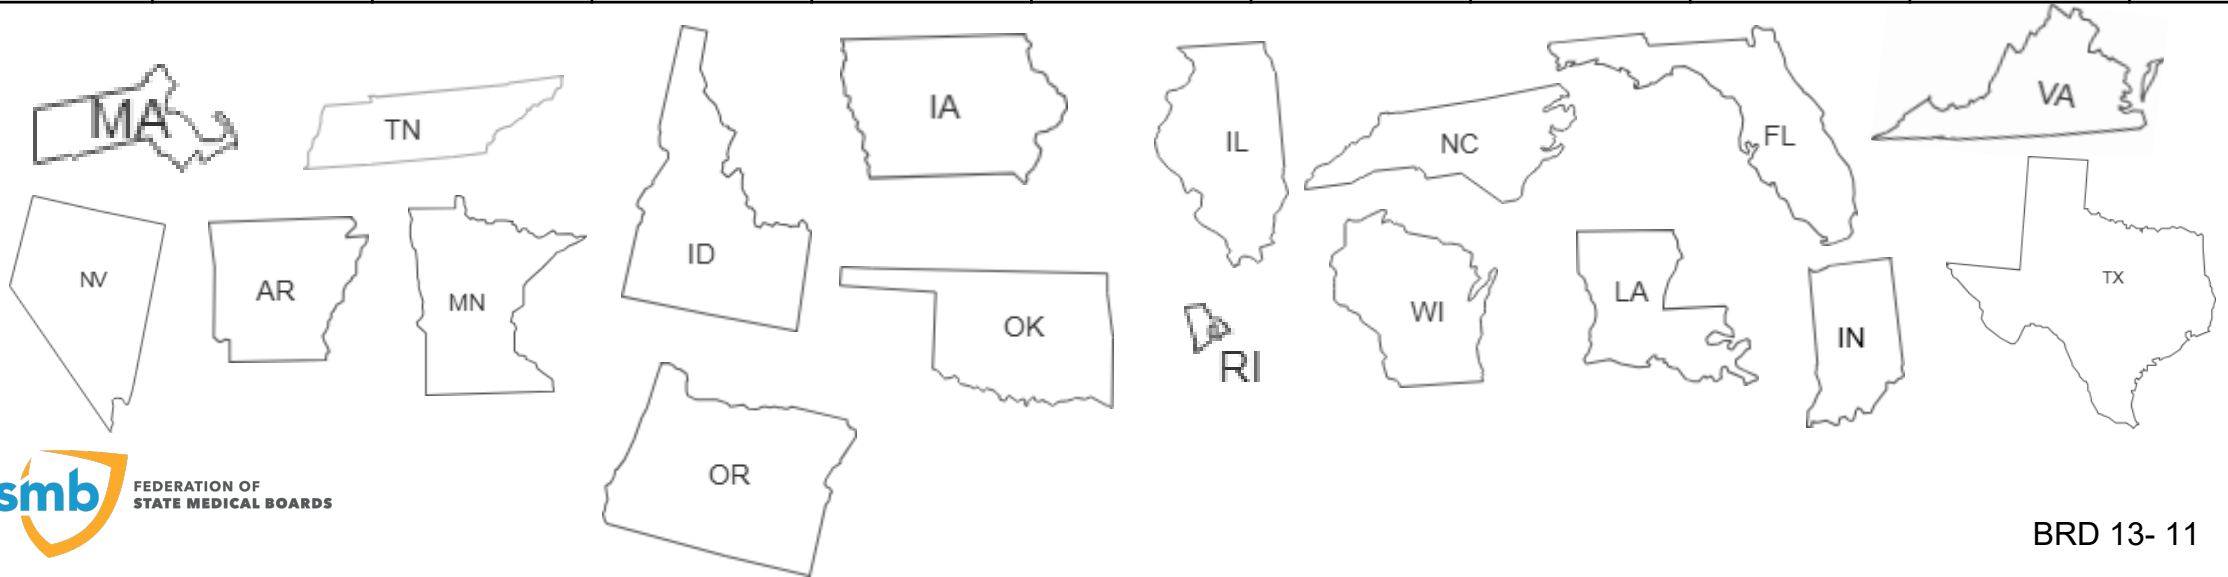 MA
TN
IA
IL
NC
FL
VA
NV
AR
MN
ID
OK
RI
WI
LA
IN
TX
OR
smb
FEDERATION OF
STATE MEDICAL BOARDS
BRD 13- 11